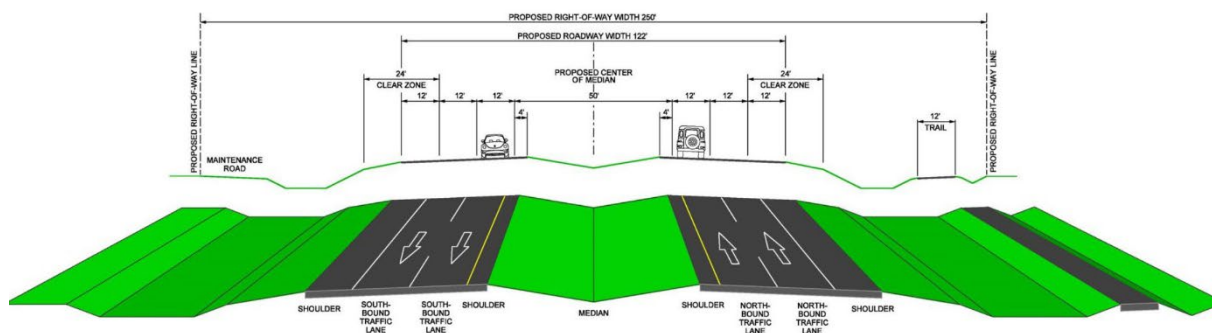 PROPOSED RIGHT-OF-WAY WIDTH 250'
PROPOSED ROADWAY WIDTH 122'
PROPOSED RIGHT-OF-WAY LINE
24'
CLEAR ZONE
PROPOSED CENTER
OF MEDIAN
24'
CLEAR ZONE
PROPOSED RIGHT-OF-WAY LINE
12'
12'
12'
50'
12'
12'
12'
4'
4'
12'
TRAIL
MAINTENANCE
ROAD
SHOULDER
SOUTH-
BOUND
TRAFFIC
LANE
SOUTH-
BOUND
TRAFFIC
LANE
SHOULDER
MEDIAN
SHOULDER
NORTH-
BOUND
TRAFFIC
LANE
NORTH-
BOUND
TRAFFIC
LANE
SHOULDER